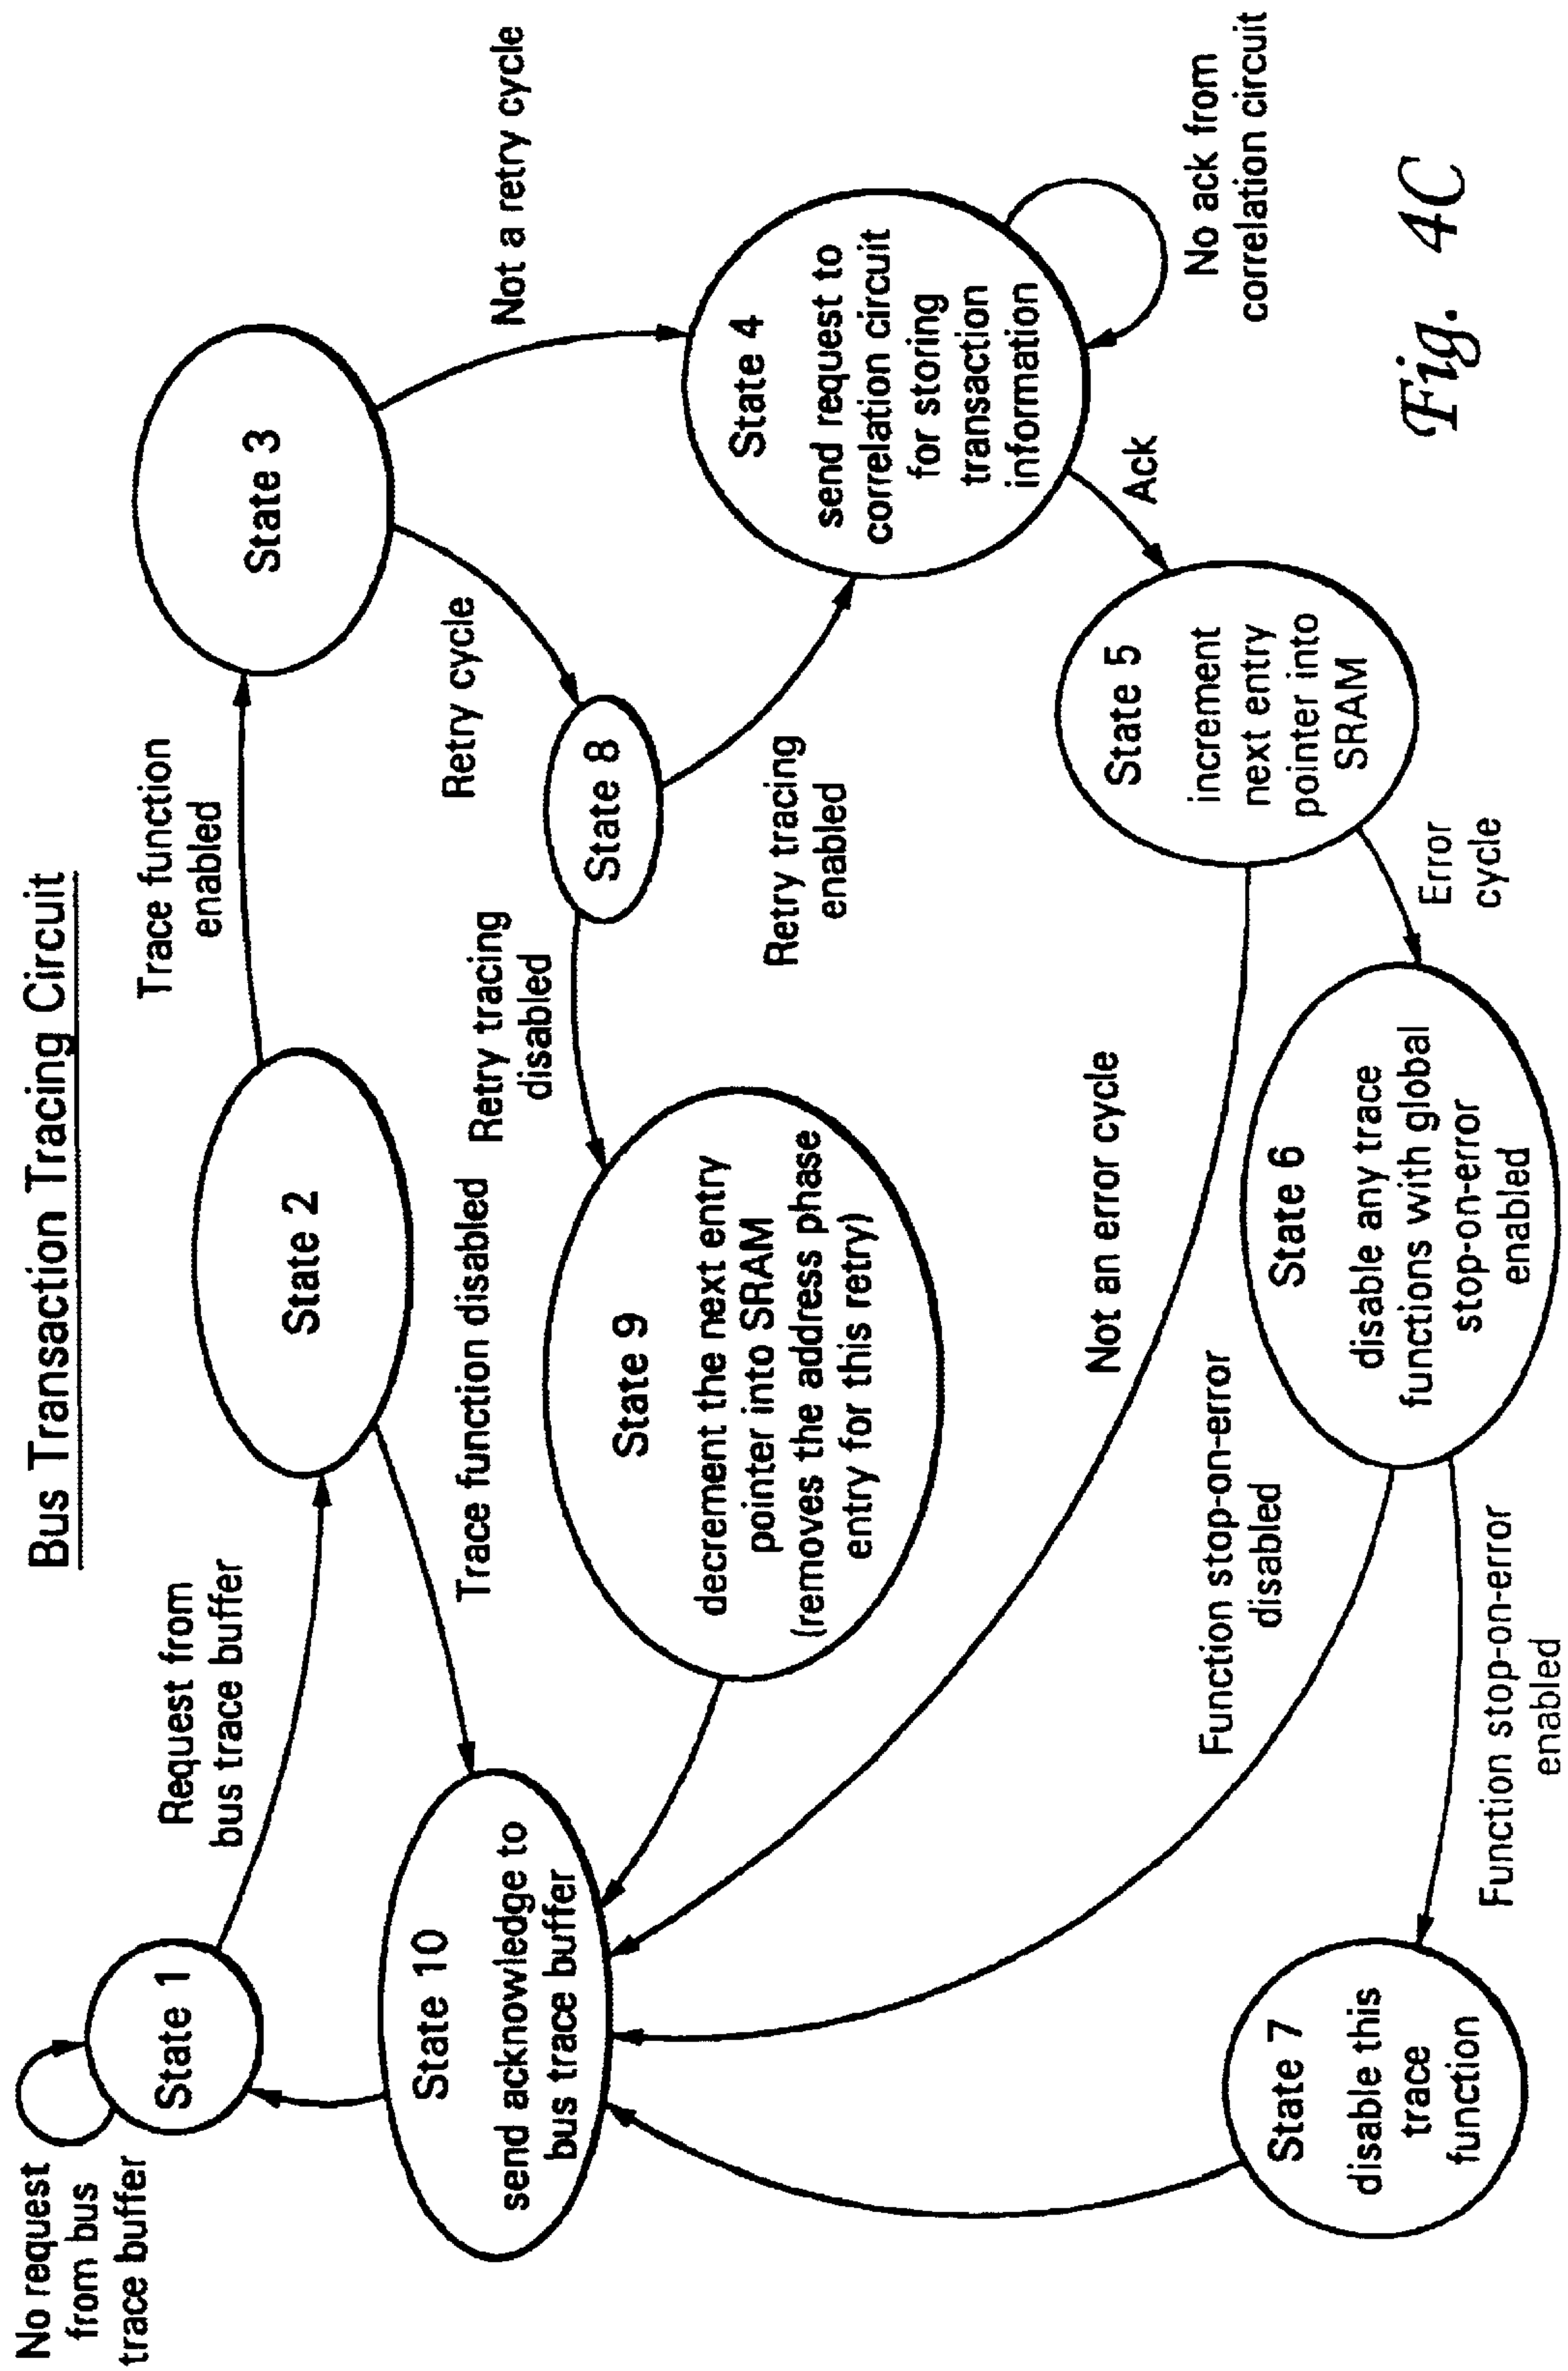 Bus Transaction Tracing Circuit
No request
from bus
trace buffer
State 1
Request from
bus trace buffer
State 2
Trace function
enabled
State 3
Not a retry cycle
Retry cycle
Trace function disabled
Retry tracing
disabled
State 8
Retry tracing
enabled
State 4
send request to
correlation circuit
for storing
transaction
information
No ack from
correlation circuit
Ack
State 10
send acknowledge to
bus trace buffer
State 9
decrement the next entry
pointer into SRAM
(removes the address phase
entry for this retry)
State 5
increment
next entry
pointer into
SRAM
Not an error cycle
Error
cycle
Function stop-on-error
disabled
State 6
disable any trace
functions with global
stop-on-error
enabled
State 7
disable this
trace
function
Function stop-on-error
enabled
Fig. 4C